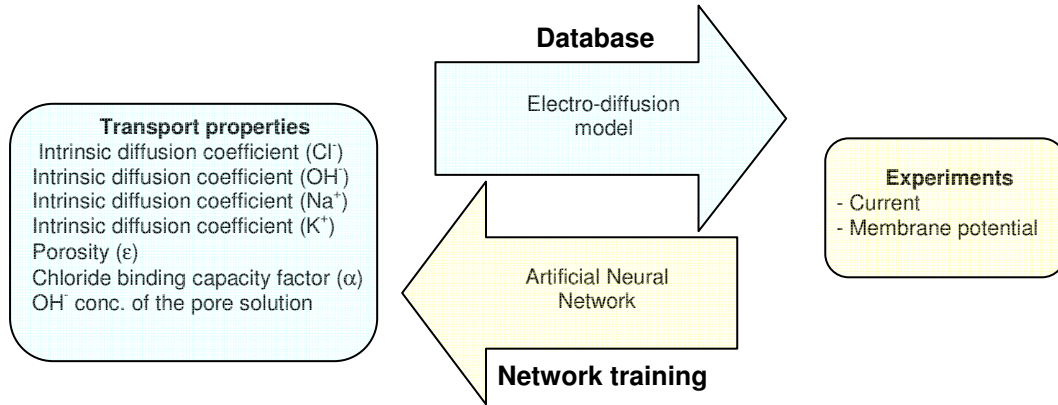 Database
Electro-diffusion
model
Transport properties
Intrinsic diffusion coefficient (Cl⁻)
Intrinsic diffusion coefficient (OH⁻)
Intrinsic diffusion coefficient (Na⁺)
Intrinsic diffusion coefficient (K⁺)
Porosity (ε)
Chloride binding capacity factor (α)
OH⁻ conc. of the pore solution
Experiments
- Current
- Membrane potential
Artificial Neural
Network
Network training